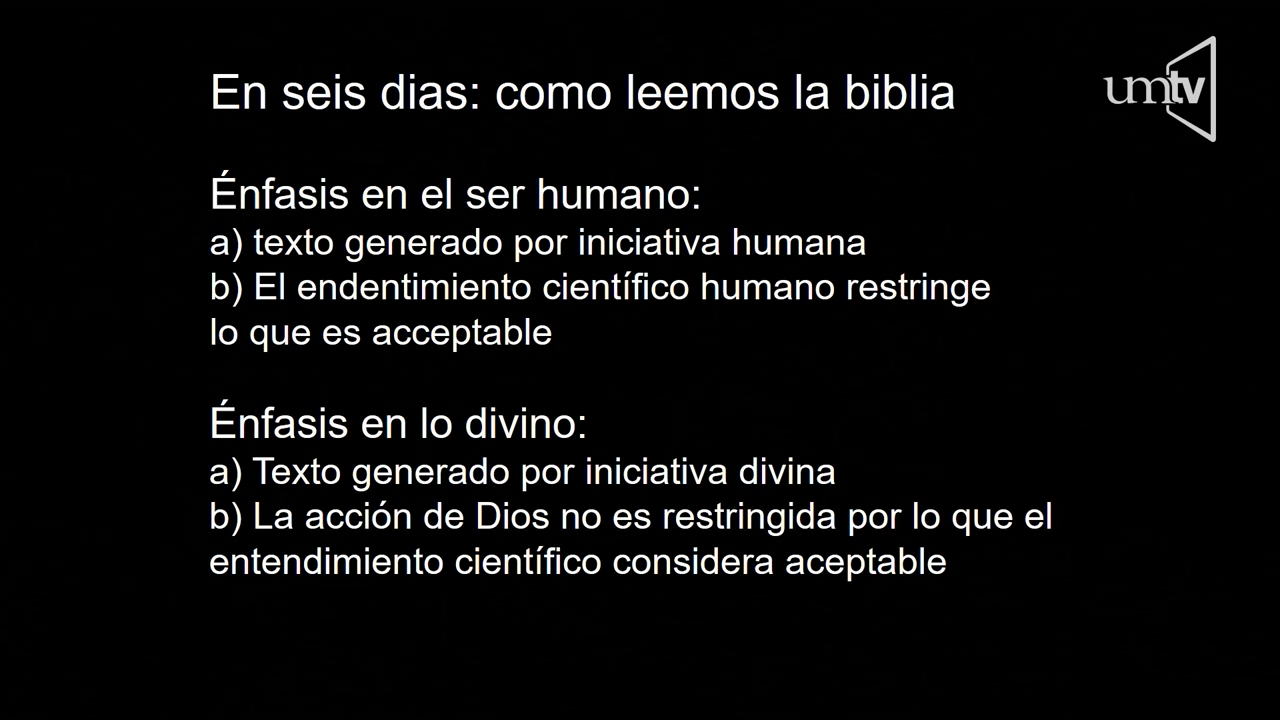 En seis dias: como leemos la biblia
umtv
Énfasis en el ser humano:
a) texto generado por iniciativa humana
b) El endentimiento científico humano restringe
lo que es acceptable
Énfasis en lo divino:
a) Texto generado por iniciativa divina
b) La acción de Dios no es restringida por lo que el
entendimiento científico considera aceptable